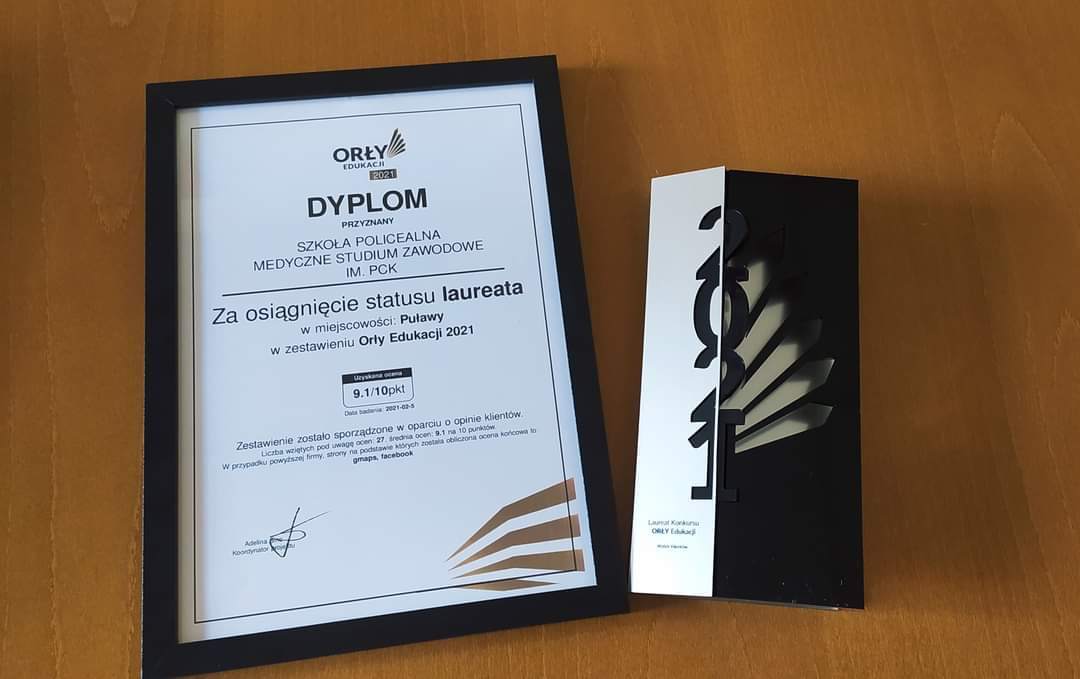 ORŁY
EDUKACJI
2021
DYPLOM
PRZYZNANY
SZKOŁA POLICEALNA
MEDYCZNE STUDIUM ZAWODOWE
IM. PCK
Za osiągnięcie statusu laureata
w miejscowości: Puławy
w zestawieniu Orły Edukacji 2021
Uzyskana ocena
9.1/10pkt
Data badania: 2021-02-5
Zestawienie zostało sporządzone w oparciu o opinie klientów.
Liczba wziętych pod uwagę ocen: 27, średnia ocen: 9.1 na 10 punktów.
W przypadku powyższej firmy, strony na podstawie których została obliczona ocena końcowa to
gmaps, facebook
Adelina
Koordynator projektu
2021
Laureat Konkursu
ORŁY Edukacji